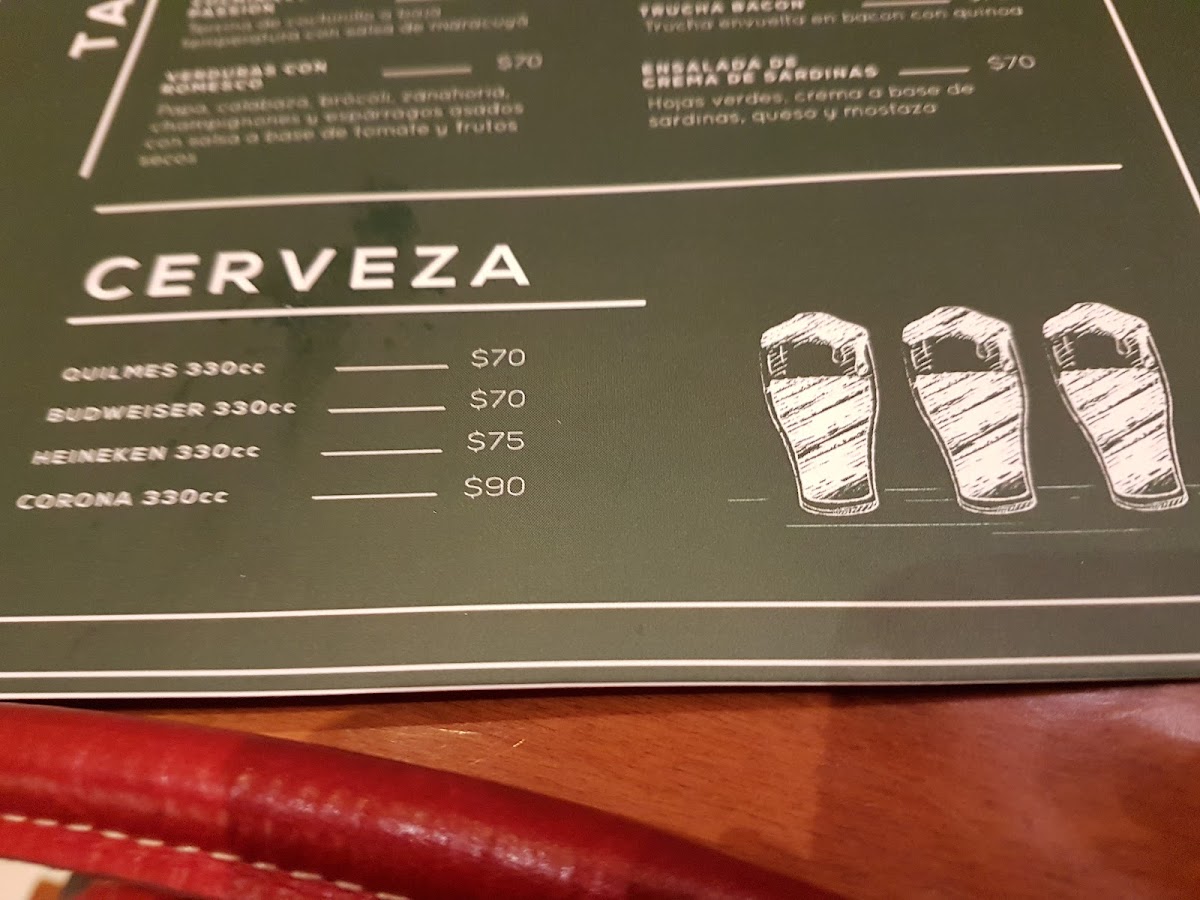 TA
PASSION
temperatura con salsa de maracuyá
VERDURAS CON
ROMESCO
$70
Papa, calabaza, brócoli, zanahoria,
champignones y espárragos asados
con salsa a base de tomate y frutos
secos
TRUCHA BACON
Trucha envuelta en bacon con quinoa
ENSALADA DE
CREMA DE SARDINAS
$70
Hojas verdes, crema a base de
sardinas, queso y mostaza
CERVEZA
QUILMES 330cc $70
BUDWEISER 330cc $70
HEINEKEN 330cc $75
CORONA 330cc $90